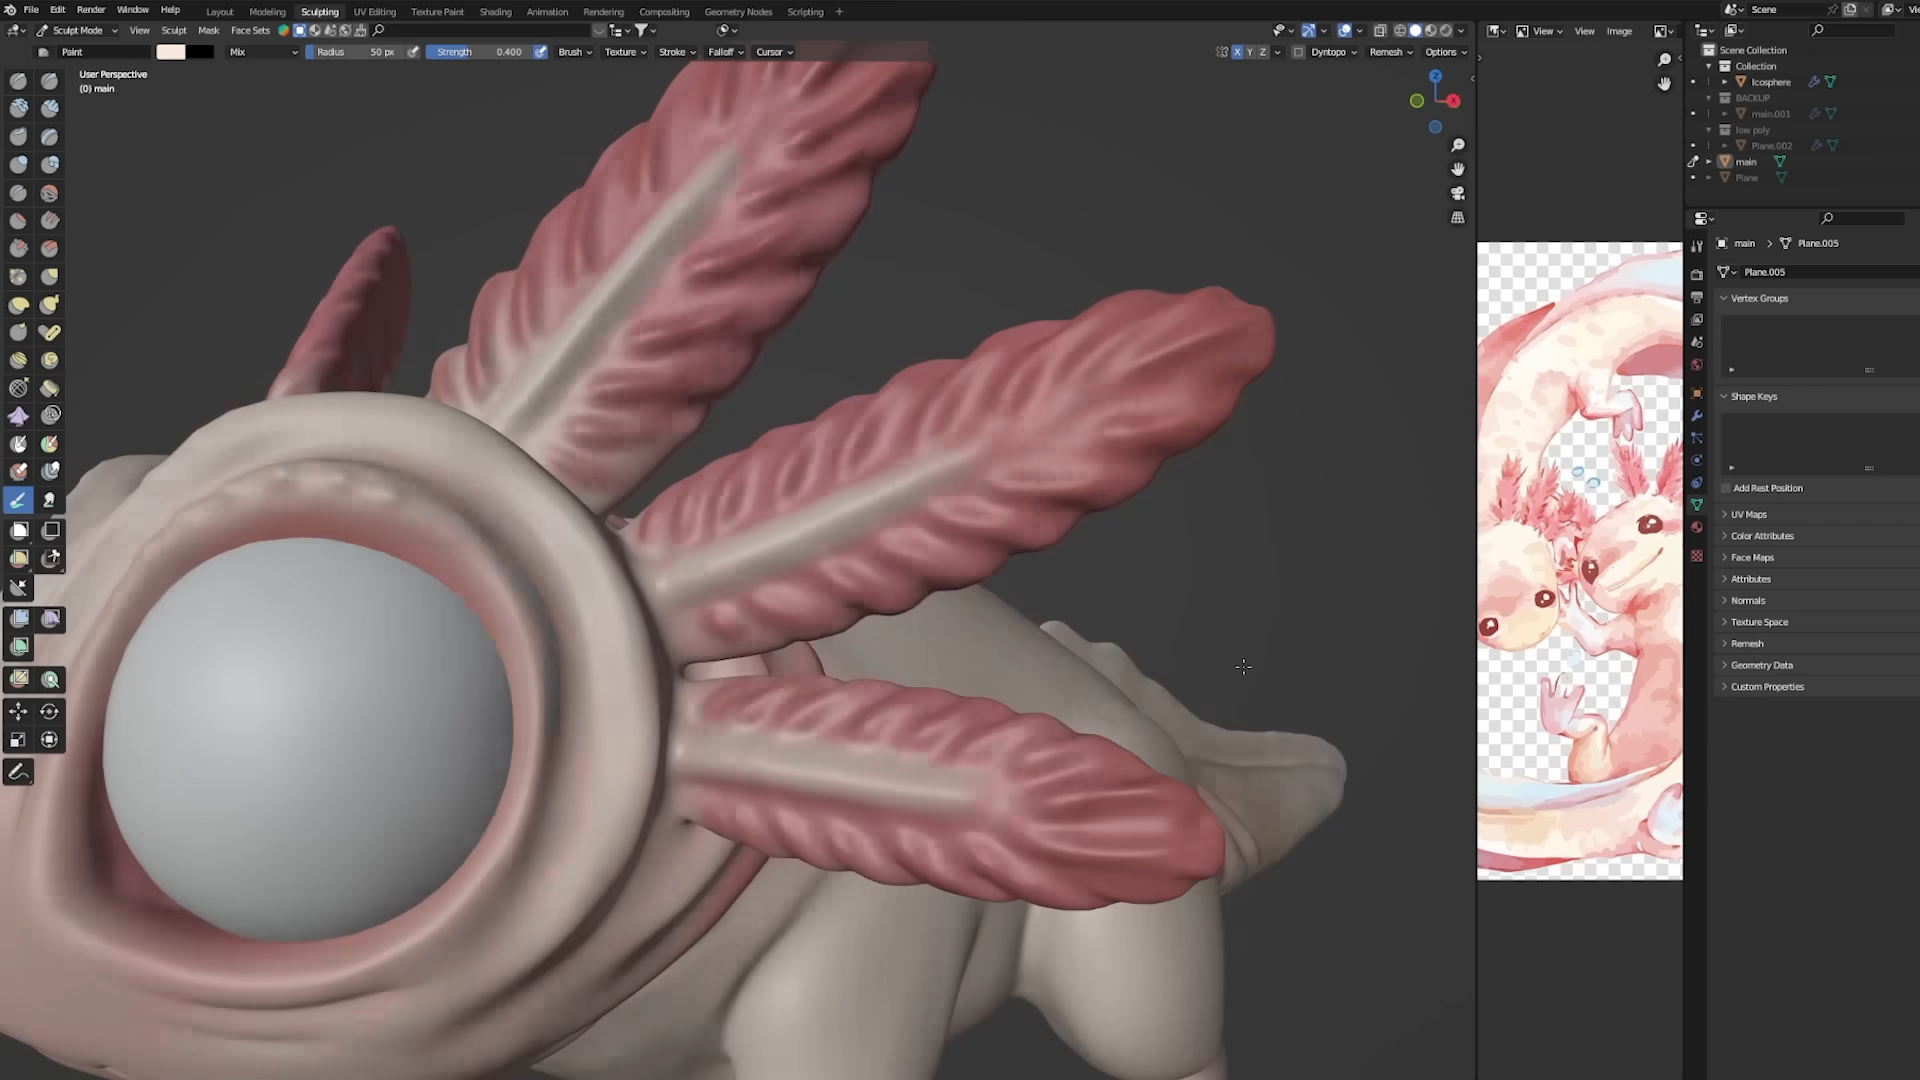 File Edit Render Window Help Layout Modeling Sculpting UV Editing Texture Paint Shading Animation Rendering Compositing Geometry Nodes Scripting + Scene
Sculpt Mode View Sculpt Mask Face Sets View View Image
Paint Mix Radius 50 px Strength 0.400 Brush Texture Stroke Falloff Cursor X Y Z Dyntopo Remesh Options
User Perspective
(0) main
Z
X
Scene Collection
Collection
Icosphere
BACKUP
main.001
low poly
Plane.002
main
Plane
main > Plane.005
Plane.005
Vertex Groups
Shape Keys
Add Rest Position
UV Maps
Color Attributes
Face Maps
Attributes
Normals
Texture Space
Remesh
Geometry Data
Custom Properties